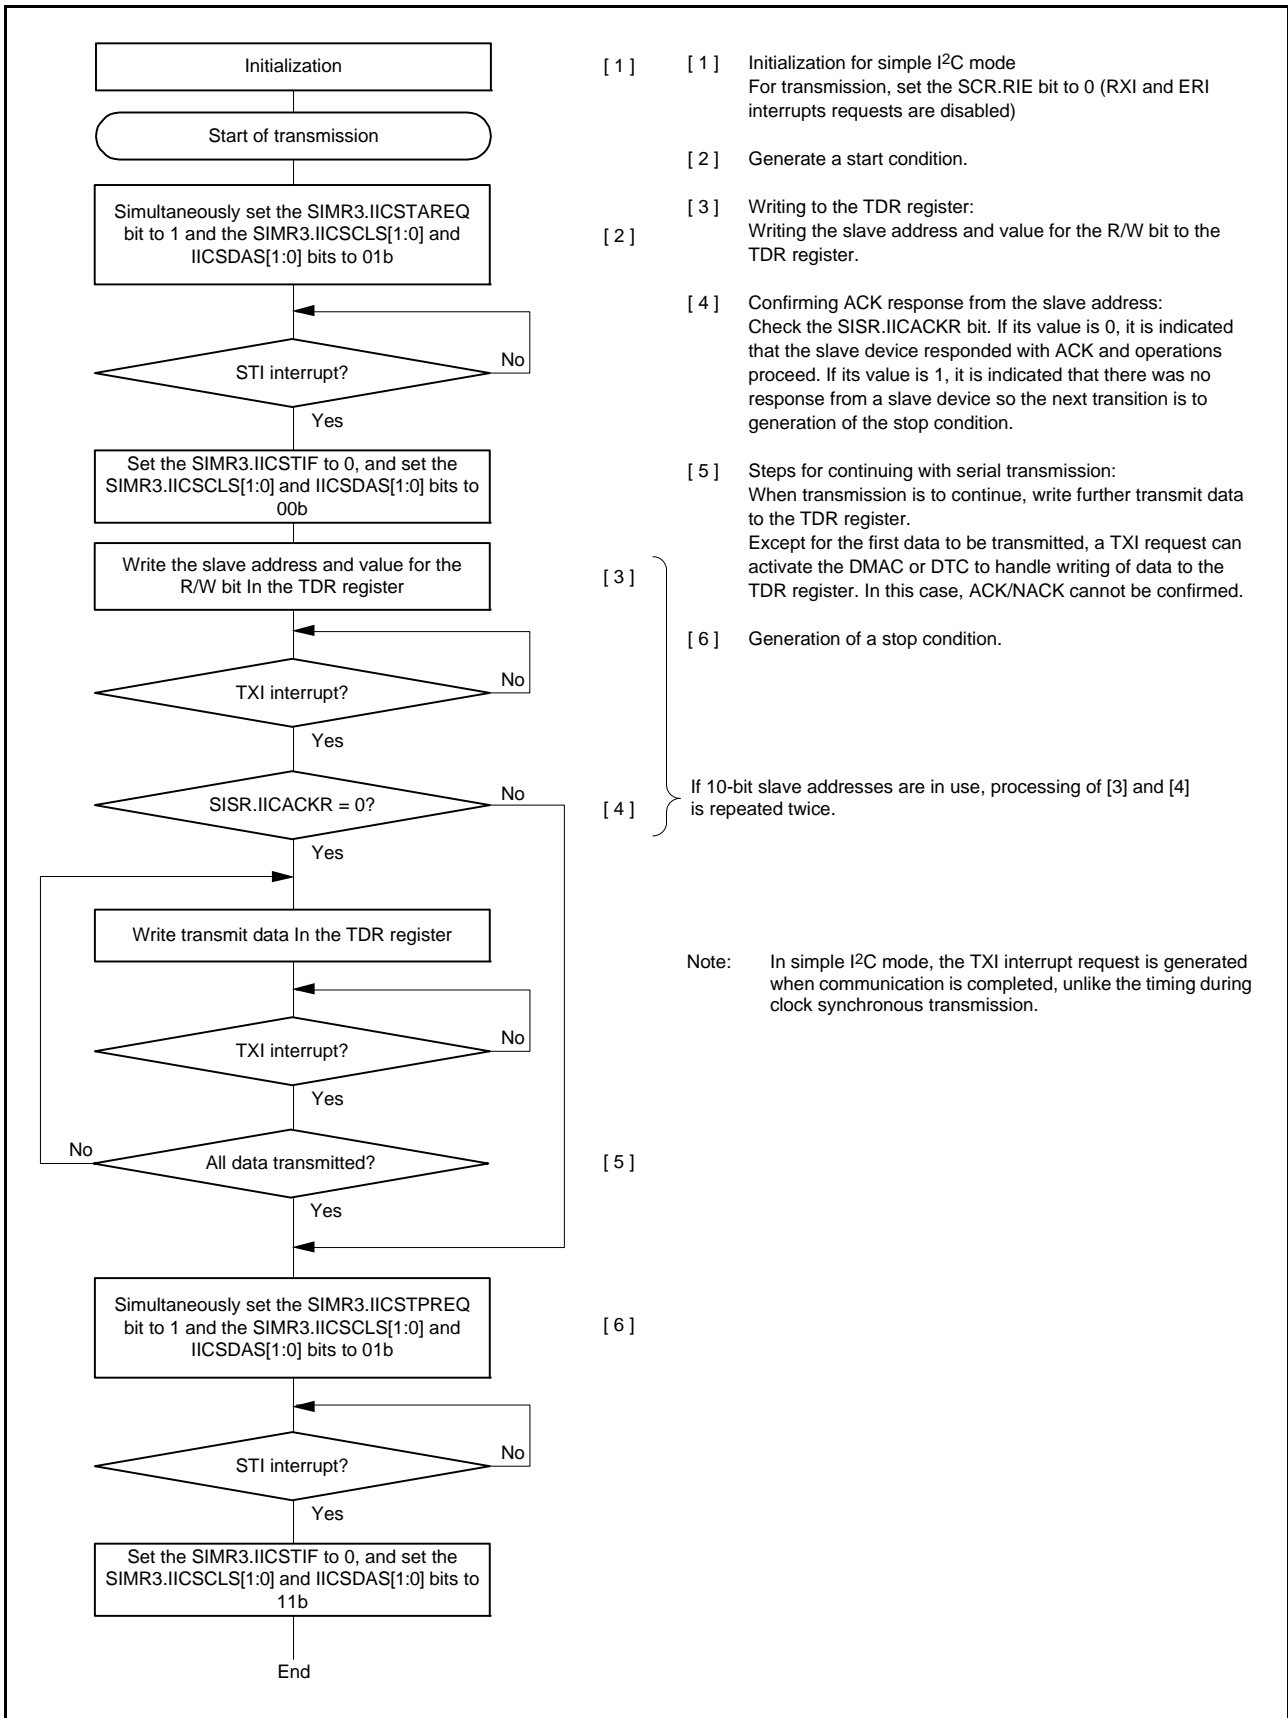 Initialization
[ 1 ]
Start of transmission
Simultaneously set the SIMR3.IICSTAREQ
bit to 1 and the SIMR3.IICSCLS[1:0] and
IICSDAS[1:0] bits to 01b
[ 2 ]
STI interrupt?
No
Yes
Set the SIMR3.IICSTIF to 0, and set the
SIMR3.IICSCLS[1:0] and IICSDAS[1:0] bits to
00b
Write the slave address and value for the
R/W bit In the TDR register
[ 3 ]
TXI interrupt?
No
Yes
SISR.IICACKR = 0?
No
[ 4 ]
Yes
Write transmit data In the TDR register
TXI interrupt?
No
Yes
All data transmitted?
No
[ 5 ]
Yes
Simultaneously set the SIMR3.IICSTPREQ
bit to 1 and the SIMR3.IICSCLS[1:0] and
IICSDAS[1:0] bits to 01b
[ 6 ]
STI interrupt?
No
Yes
Set the SIMR3.IICSTIF to 0, and set the
SIMR3.IICSCLS[1:0] and IICSDAS[1:0] bits to
11b
End
[ 1 ] Initialization for simple I2C mode
For transmission, set the SCR.RIE bit to 0 (RXI and ERI
interrupts requests are disabled)
[ 2 ] Generate a start condition.
[ 3 ] Writing to the TDR register:
Writing the slave address and value for the R/W bit to the
TDR register.
[ 4 ] Confirming ACK response from the slave address:
Check the SISR.IICACKR bit. If its value is 0, it is indicated
that the slave device responded with ACK and operations
proceed. If its value is 1, it is indicated that there was no
response from a slave device so the next transition is to
generation of the stop condition.
[ 5 ] Steps for continuing with serial transmission:
When transmission is to continue, write further transmit data
to the TDR register.
Except for the first data to be transmitted, a TXI request can
activate the DMAC or DTC to handle writing of data to the
TDR register. In this case, ACK/NACK cannot be confirmed.
[ 6 ] Generation of a stop condition.
If 10-bit slave addresses are in use, processing of [3] and [4]
is repeated twice.
Note: In simple I2C mode, the TXI interrupt request is generated
when communication is completed, unlike the timing during
clock synchronous transmission.